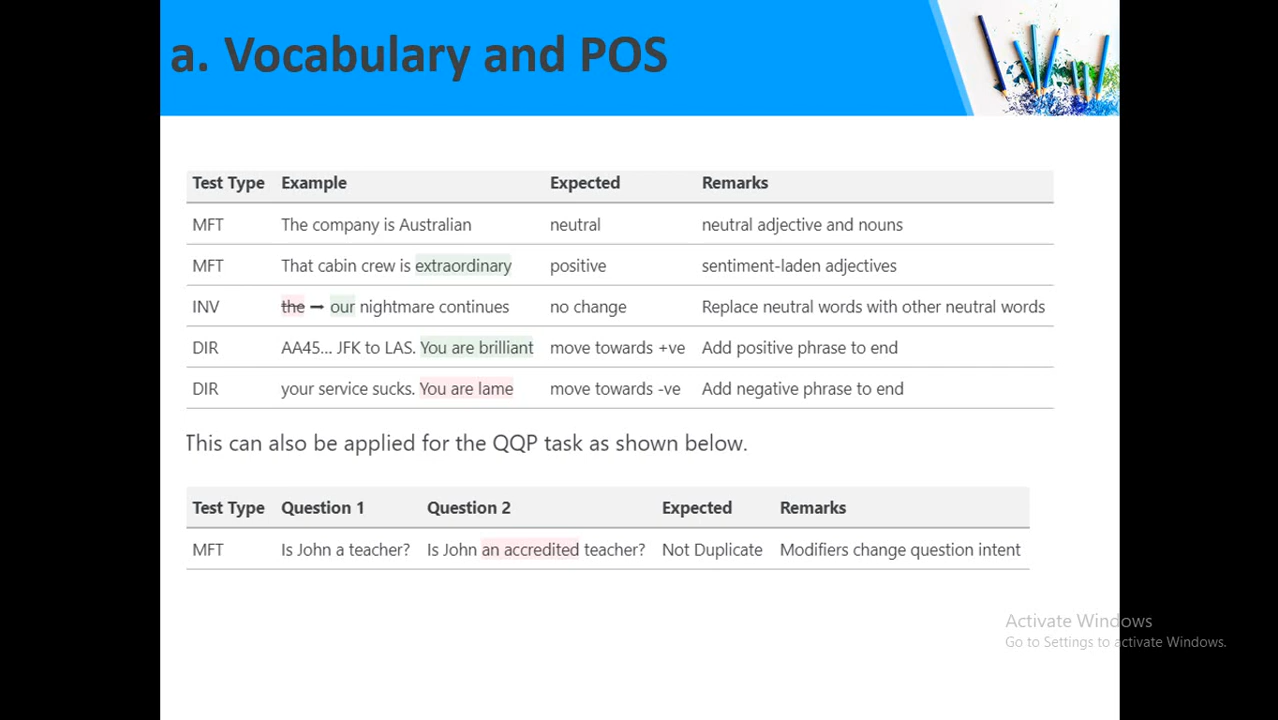 a. Vocabulary and POS
Test Type Example Expected Remarks
MFT The company is Australian neutral neutral adjective and nouns
MFT That cabin crew is extraordinary positive sentiment-laden adjectives
INV the ➞ our nightmare continues no change Replace neutral words with other neutral words
DIR AA45... JFK to LAS. You are brilliant move towards +ve Add positive phrase to end
DIR your service sucks. You are lame move towards -ve Add negative phrase to end
This can also be applied for the QQP task as shown below.
Test Type Question 1 Question 2 Expected Remarks
MFT Is John a teacher? Is John an accredited teacher? Not Duplicate Modifiers change question intent
Activate Windows
Go to Settings to activate Windows.